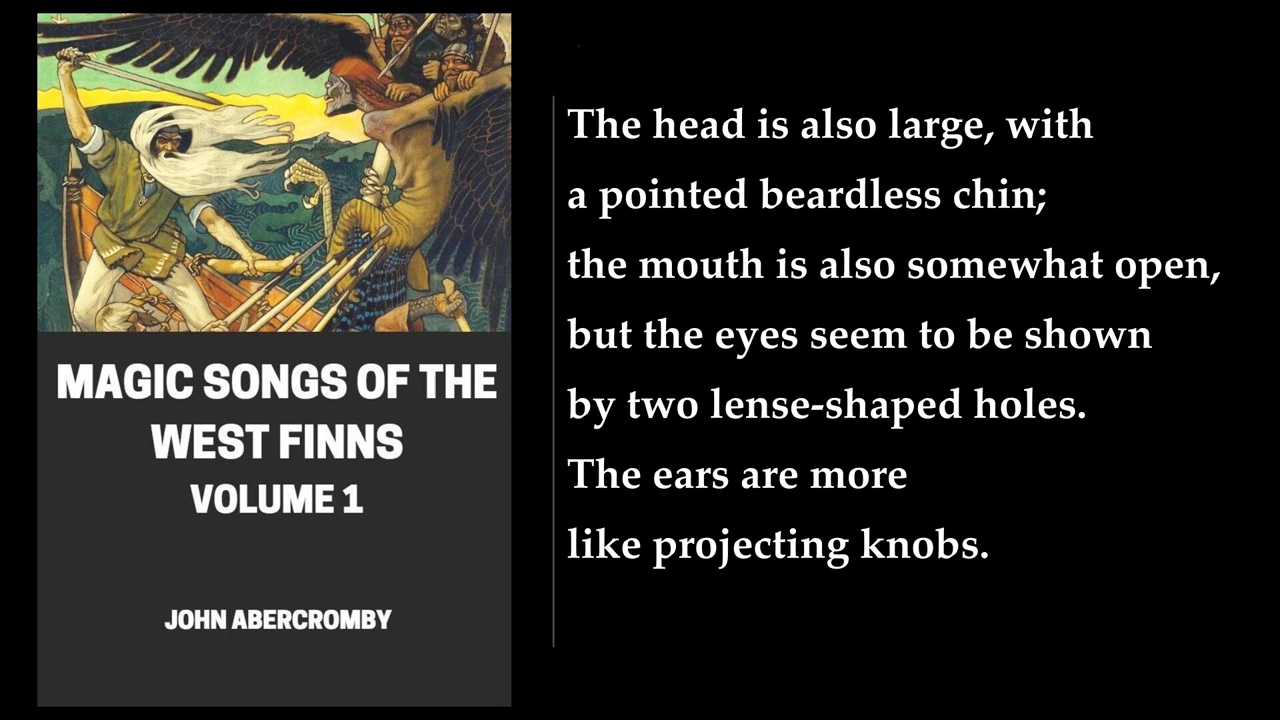 MAGIC SONGS OF THE
WEST FINNS
VOLUME 1
JOHN ABERCROMBY
The head is also large, with
a pointed beardless chin;
the mouth is also somewhat open,
but the eyes seem to be shown
by two lense-shaped holes.
The ears are more
like projecting knobs.